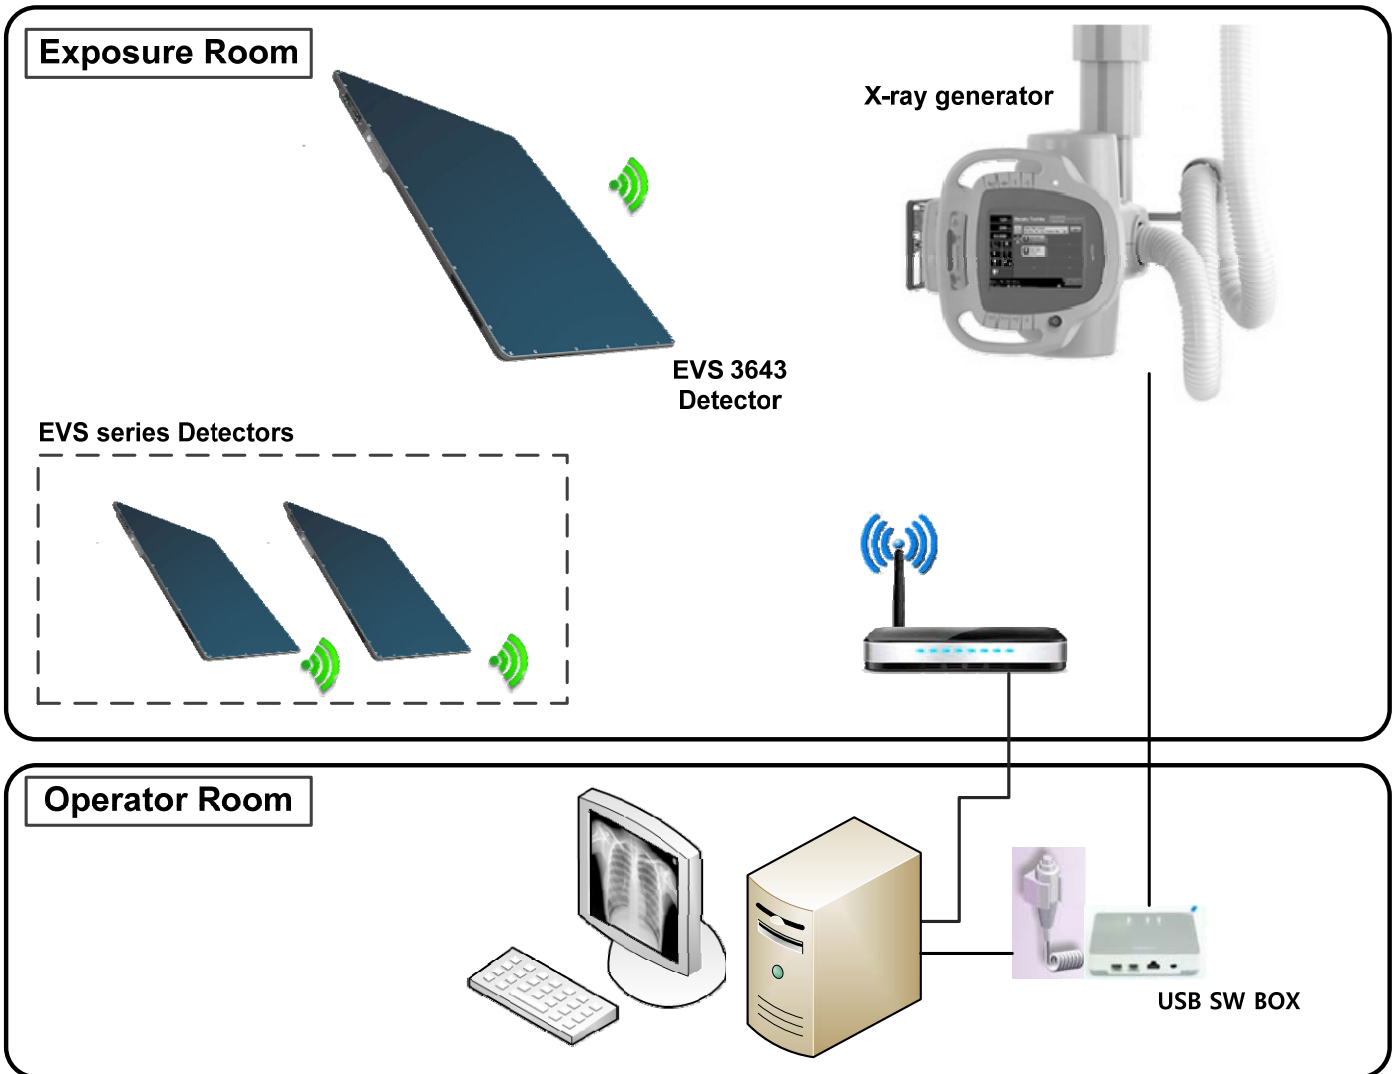 Exposure Room
X-ray generator
EVS 3643
Detector
EVS series Detectors
Operator Room
USB SW BOX